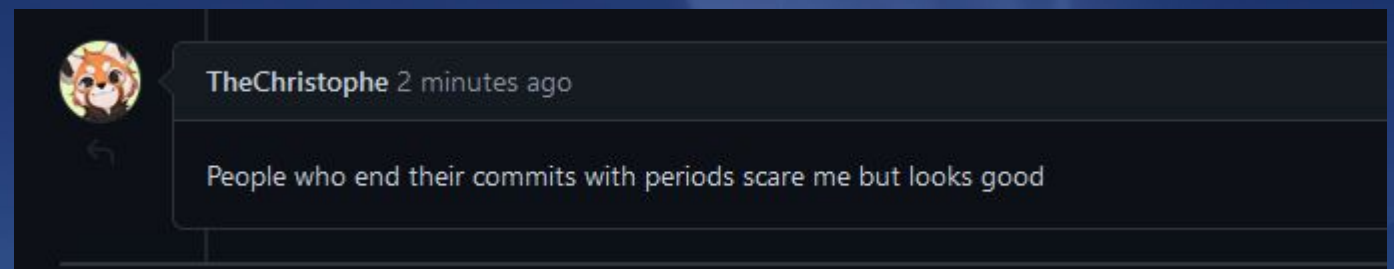 TheChristophe 2 minutes ago
People who end their commits with periods scare me but looks good